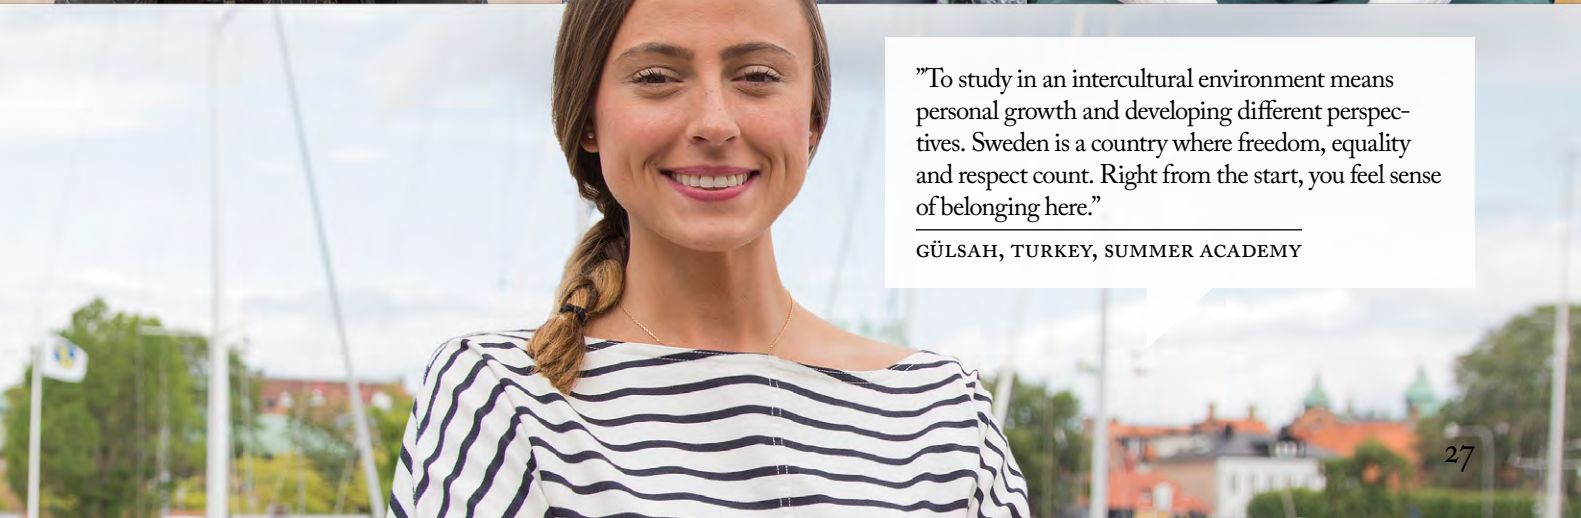 ”To study in an intercultural environment means
personal growth and developing different perspec-
tives. Sweden is a country where freedom, equality
and respect count. Right from the start, you feel sense
of belonging here.”
GÜLSAH, TURKEY, SUMMER ACADEMY
27